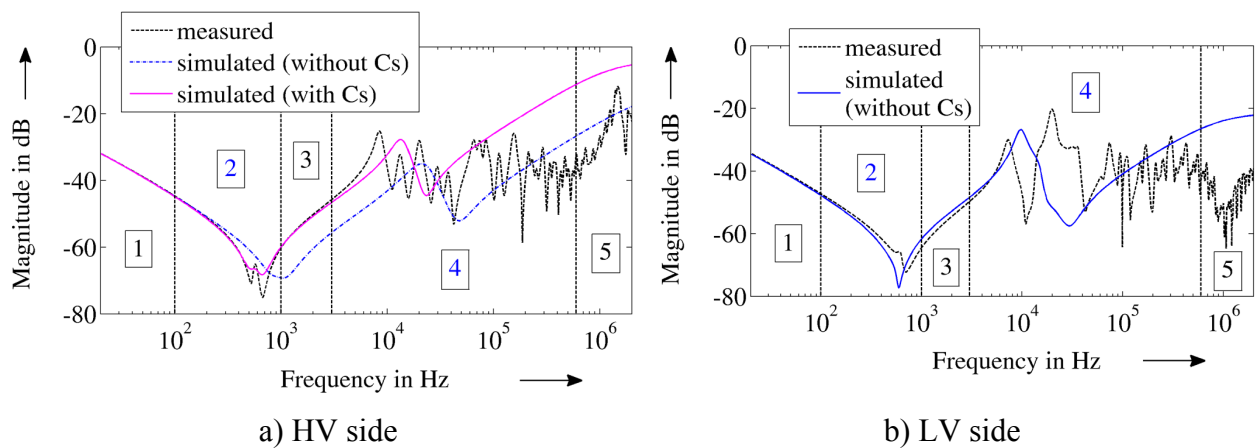 measured
simulated (without Cs)
simulated (with Cs)
0
-20
-40
-60
-80
Magnitude in dB
1
2
3
4
5
10^2
10^3
10^4
10^5
10^6
Frequency in Hz
a) HV side
measured
simulated
(without Cs)
0
-20
-40
-60
-80
Magnitude in dB
1
2
3
4
5
10^2
10^3
10^4
10^5
10^6
Frequency in Hz
b) LV side